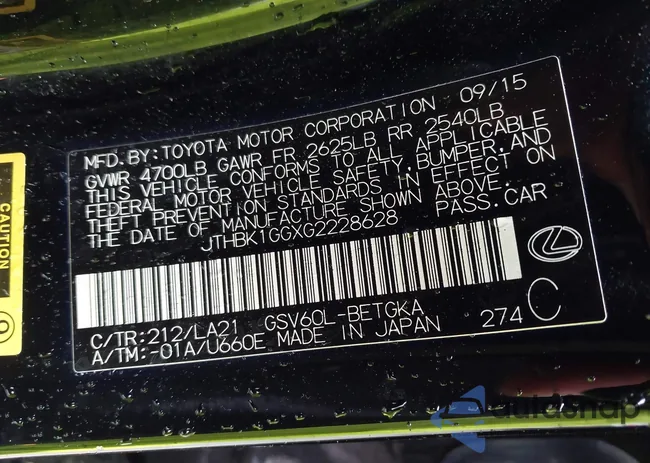 MFD. BY: TOYOTA MOTOR CORPORATION 09/15
GVWR 4700LB GAWR FR 2625LB RR 2540LB
THIS VEHICLE CONFORMS TO ALL APPLICABLE
FEDERAL MOTOR VEHICLE SAFETY, BUMPER, AND
THEFT PREVENTION STANDARDS IN EFFECT ON
THE DATE OF MANUFACTURE SHOWN ABOVE.
JTHBK1GGXG2228628 PASS. CAR
C/TR: 212/LA21 GSV60L-BETGKA 274 C
A/TM: -01A/U660E MADE IN JAPAN
CAUTION
autosnap